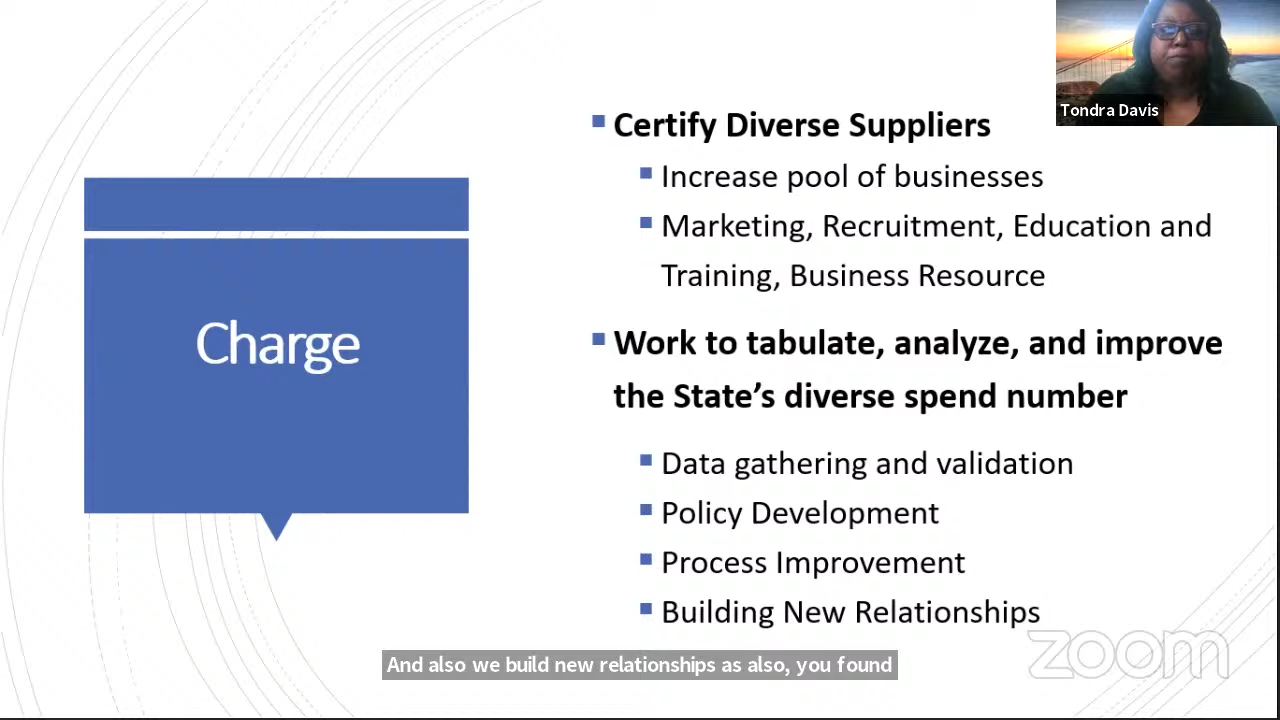 Tondra Davis
Charge
Certify Diverse Suppliers
Increase pool of businesses
Marketing, Recruitment, Education and
Training, Business Resource
Work to tabulate, analyze, and improve
the State’s diverse spend number
Data gathering and validation
Policy Development
Process Improvement
Building New Relationships
And also we build new relationships as also, you found
zoom